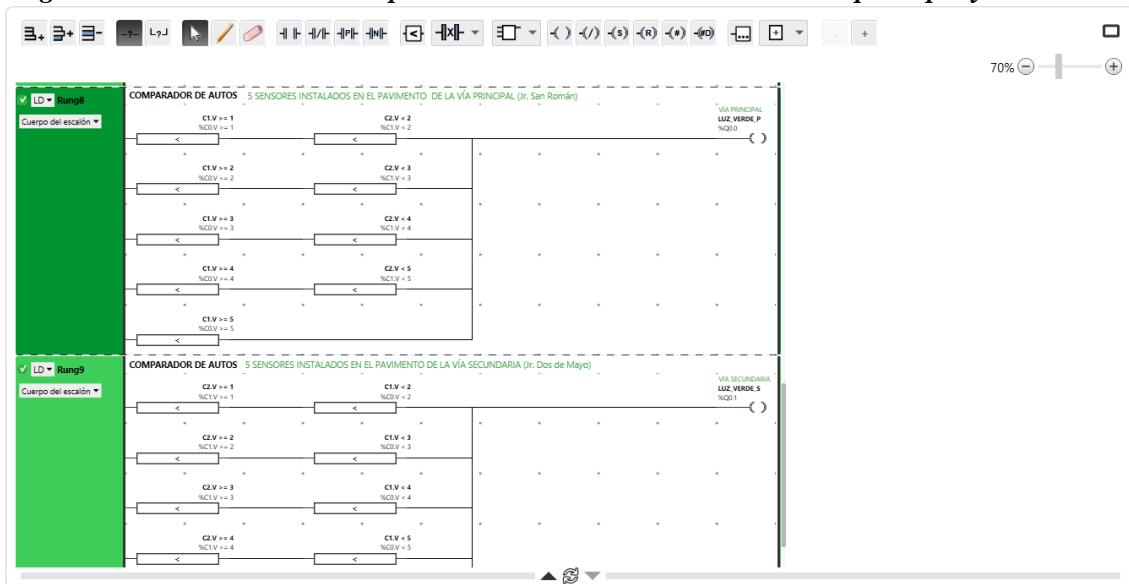 70%
LD Rung8
Cuerpo del escalón
COMPARADOR DE AUTOS 5 SENSORES INSTALADOS EN EL PAVIMENTO DE LA VÍA PRINCIPAL (Jr. San Román)
VÍA PRINCIPAL
LUZ_VERDE_P
%Q0.0
C1.V >= 1 C2.V < 2
%C0.V >= 1 %C1.V < 2
< <
C1.V >= 2 C2.V < 3
%C0.V >= 2 %C1.V < 3
< <
C1.V >= 3 C2.V < 4
%C0.V >= 3 %C1.V < 4
< <
C1.V >= 4 C2.V < 5
%C0.V >= 4 %C1.V < 5
< <
C1.V >= 5
%C0.V >= 5
<
LD Rung9
Cuerpo del escalón
COMPARADOR DE AUTOS 5 SENSORES INSTALADOS EN EL PAVIMENTO DE LA VÍA SECUNDARIA (Jr. Dos de Mayo)
VÍA SECUNDARIA
LUZ_VERDE_S
%Q0.1
C2.V >= 1 C1.V < 2
%C1.V >= 1 %C0.V < 2
< <
C2.V >= 2 C1.V < 3
%C1.V >= 2 %C0.V < 3
< <
C2.V >= 3 C1.V < 4
%C1.V >= 3 %C0.V < 4
< <
C2.V >= 4 C1.V < 5
%C1.V >= 4 %C0.V < 5
< <